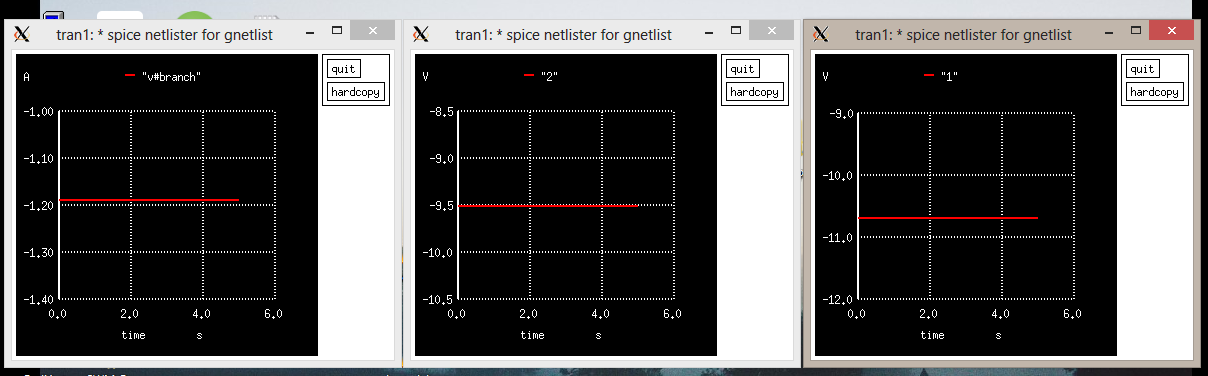 tran1: * spice netlister for gnetlist
A
"v#branch"
quit
hardcopy
-1.00
-1.10
-1.20
-1.30
-1.40
0.0 2.0 4.0 6.0
time s
tran1: * spice netlister for gnetlist
V
"2"
quit
hardcopy
-8.5
-9.0
-9.5
-10.0
-10.5
0.0 2.0 4.0 6.0
time s
tran1: * spice netlister for gnetlist
V
"1"
quit
hardcopy
-9.0
-10.0
-11.0
-12.0
0.0 2.0 4.0 6.0
time s